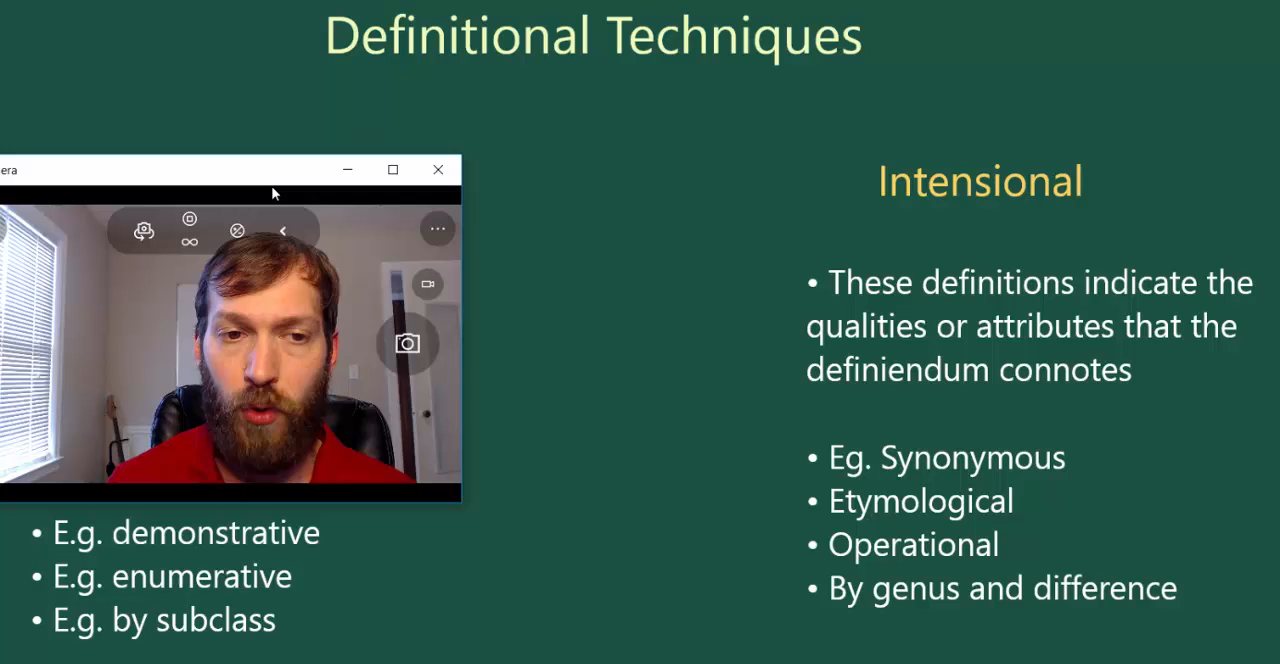 Definitional Techniques
era
Intensional
• These definitions indicate the
qualities or attributes that the
definiendum connotes
• Eg. Synonymous
• Etymological
• Operational
• By genus and difference
• E.g. demonstrative
• E.g. enumerative
• E.g. by subclass